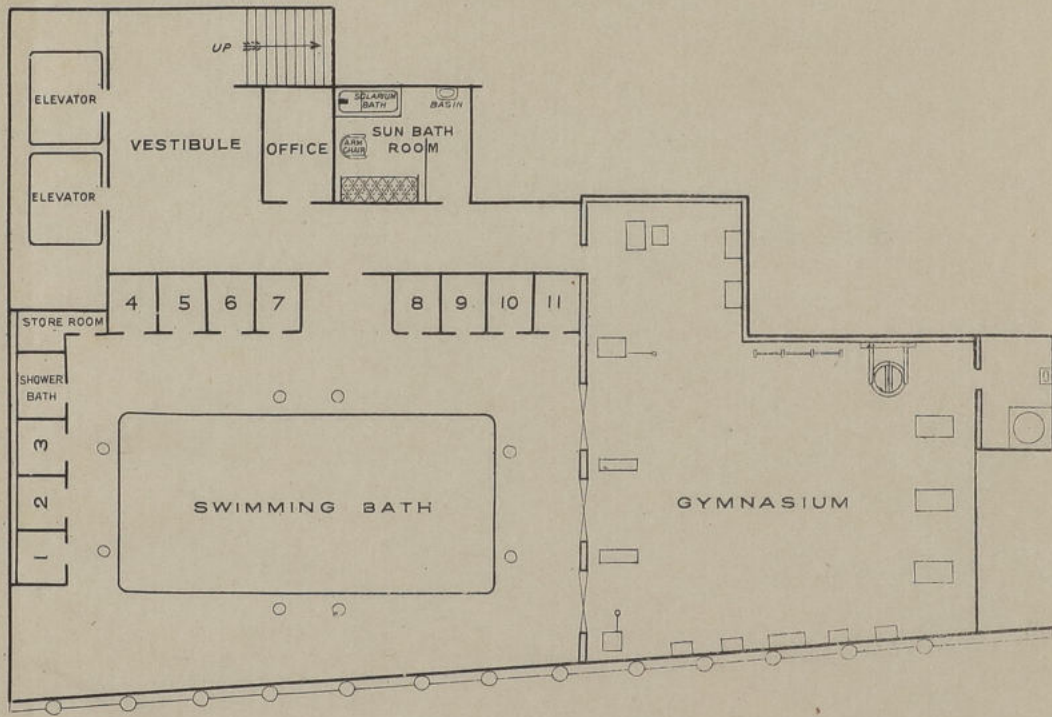 UP
ELEVATOR
SOLARIUM
BATH
BASIN
ARM
CHAIR
SUN BATH
ROOM
VESTIBULE
OFFICE
ELEVATOR
4
5
6
7
8
9
10
11
STORE ROOM
SHOWER
BATH
3
2
1
SWIMMING BATH
GYMNASIUM